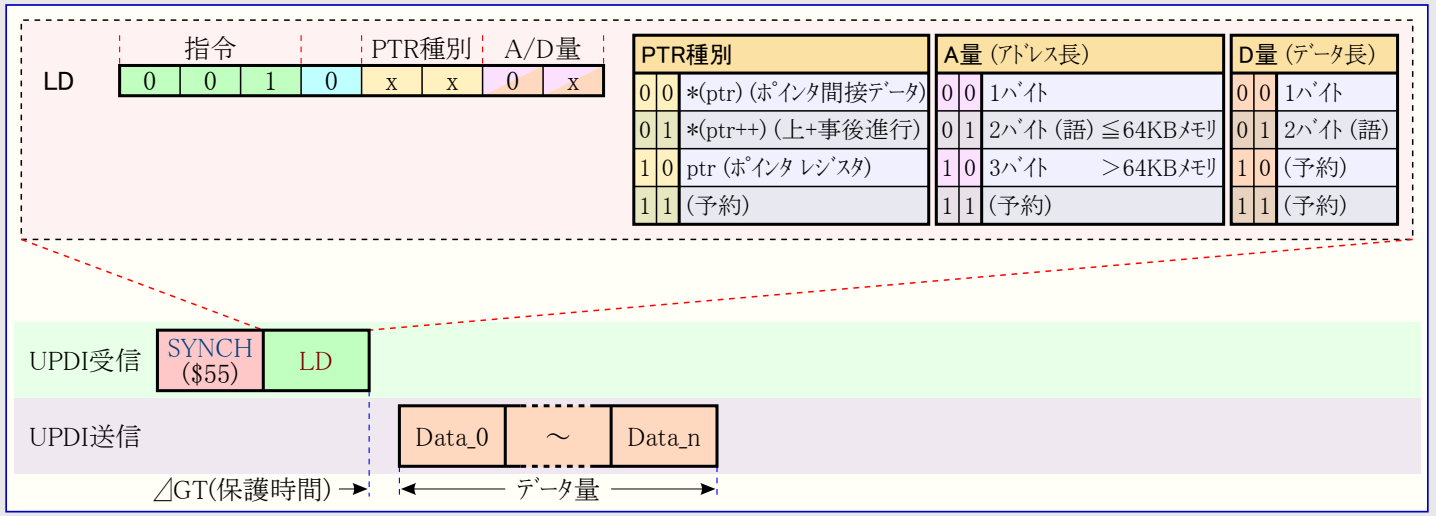 指令 PTR種別 A/D量
LD 0 0 1 0 x x 0 x
PTR種別
0 0 *(ptr) (ポインタ間接データ)
0 1 *(ptr++) (上+事後進行)
1 0 ptr (ポインタ レジスタ)
1 1 (予約)
A量 (アドレス長)
0 0 1バイト
0 1 2バイト (語) ≦64KBメモリ
1 0 3バイト >64KBメモリ
1 1 (予約)
D量 (データ長)
0 0 1バイト
0 1 2バイト (語)
1 0 (予約)
1 1 (予約)
UPDI受信 SYNCH LD
($55)
UPDI送信 Data_0 ~ Data_n
⊿GT(保護時間) データ量